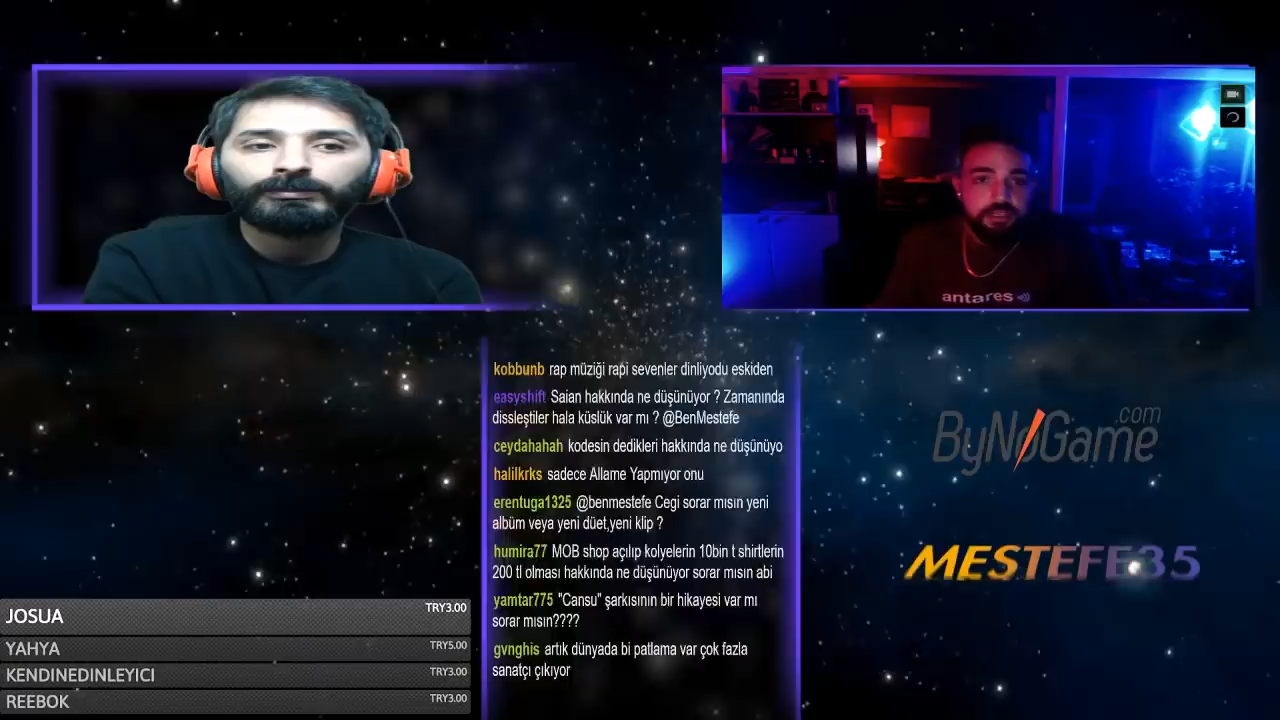 antares
kobbunb rap müziği rapi sevenler dinliyodu eskiden
easyshift Saian hakkında ne düşünüyor ? Zamanında
dissleştiler hala küslük var mı ? @BenMestefe
ceydahahah kodesin dedikleri hakkında ne düşünüyo
halilkrks sadece Allame Yapmıyor onu
erentuga1325 @benmestefe Cegi sorar mısın yeni
albüm veya yeni düet,yeni klip ?
humira77 MOB shop açılıp kolyelerin 10bin t shirtlerin
200 tl olması hakkında ne düşünüyor sorar mısın abi
yamtar775 "Cansu" şarkısının bir hikayesi var mı
sorar mısın????
gvnghis artık dünyada bi patlama var çok fazla
sanatçı çıkıyor
ByNoGame.com
MESTEFE35
JOSUA TRY3.00
YAHYA TRY5.00
KENDINEDINLEYICI TRY3.00
REEBOK TRY3.00